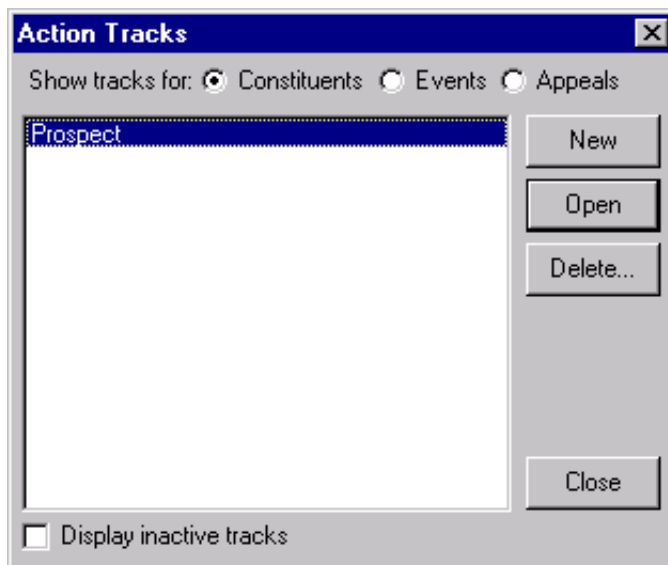 Action Tracks
Show tracks for: Constituents Events Appeals
Prospect
New
Open
Delete...
Close
Display inactive tracks